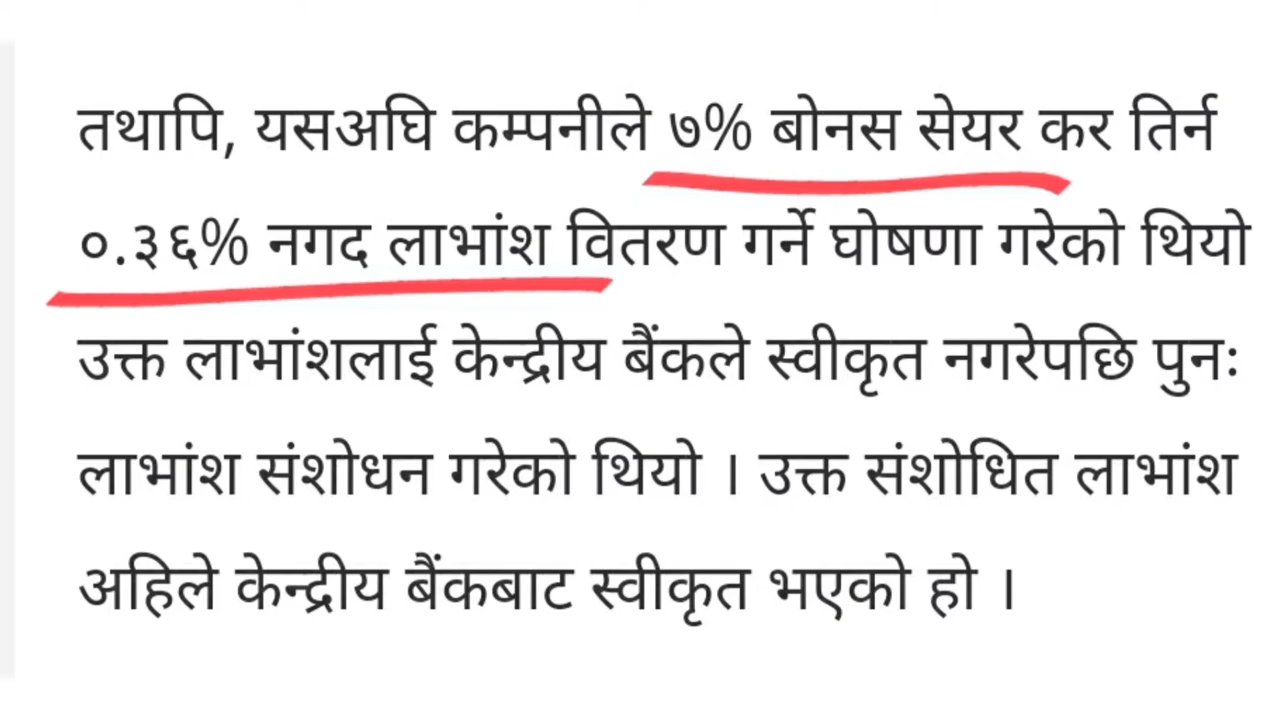 तथापि, यसअघि कम्पनीले ७% बोनस सेयर कर तिर्न
०.३६% नगद लाभांश वितरण गर्ने घोषणा गरेको थियो
उक्त लाभांशलाई केन्द्रीय बैंकले स्वीकृत नगरेपछि पुनः
लाभांश संशोधन गरेको थियो । उक्त संशोधित लाभांश
अहिले केन्द्रीय बैंकबाट स्वीकृत भएको हो ।